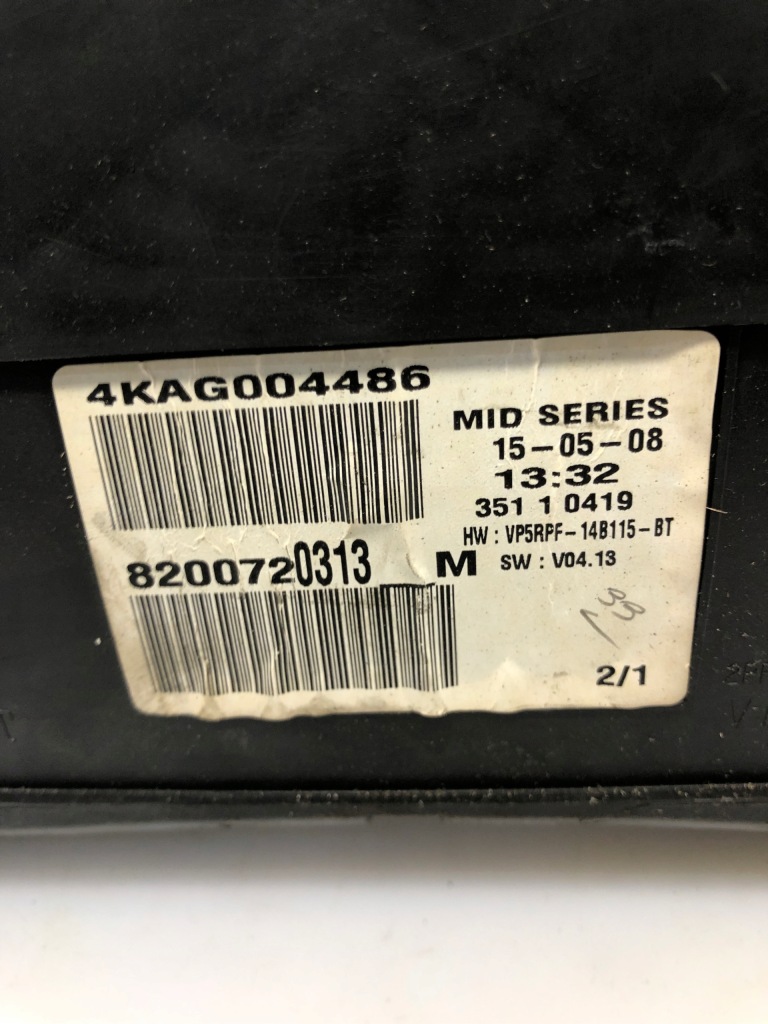 4KAG004486
MID SERIES
15-05-08
13:32
351 1 0419
HW : VP5RPF-14B115-BT
8200720313 M
SW : V04.13
33
2/1